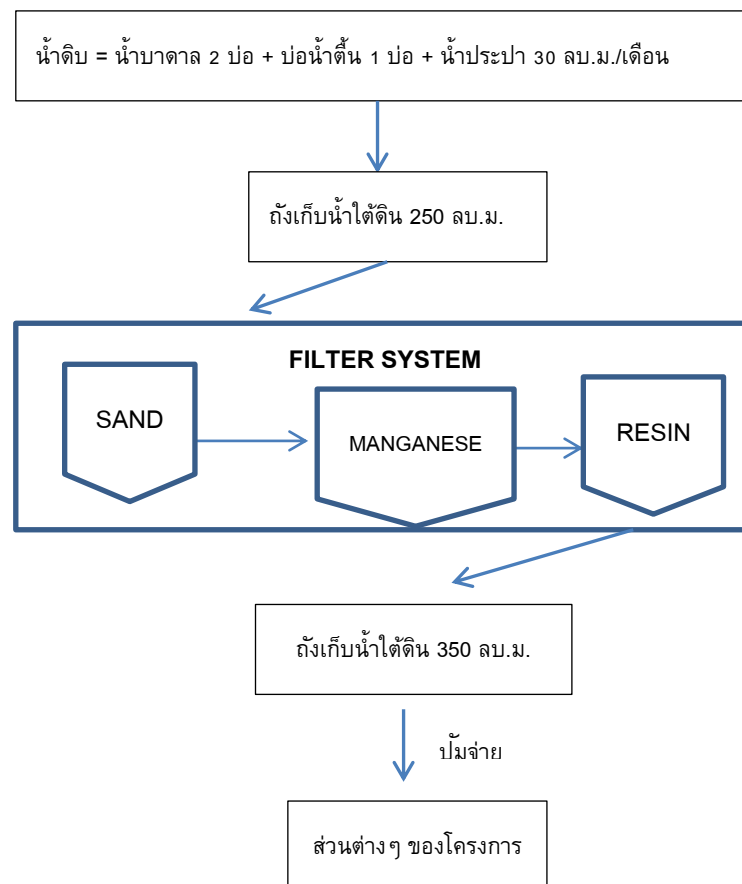 น้ำดิบ = น้ำบาดาล 2 บ่อ + บ่อน้ำตื้น 1 บ่อ + น้ำประปา 30 ลบ.ม./เดือน
ถังเก็บน้ำใต้ดิน 250 ลบ.ม.
FILTER SYSTEM
SAND
MANGANESE
RESIN
ถังเก็บน้ำใต้ดิน 350 ลบ.ม.
ปั๊มจ่าย
ส่วนต่างๆ ของโครงการ